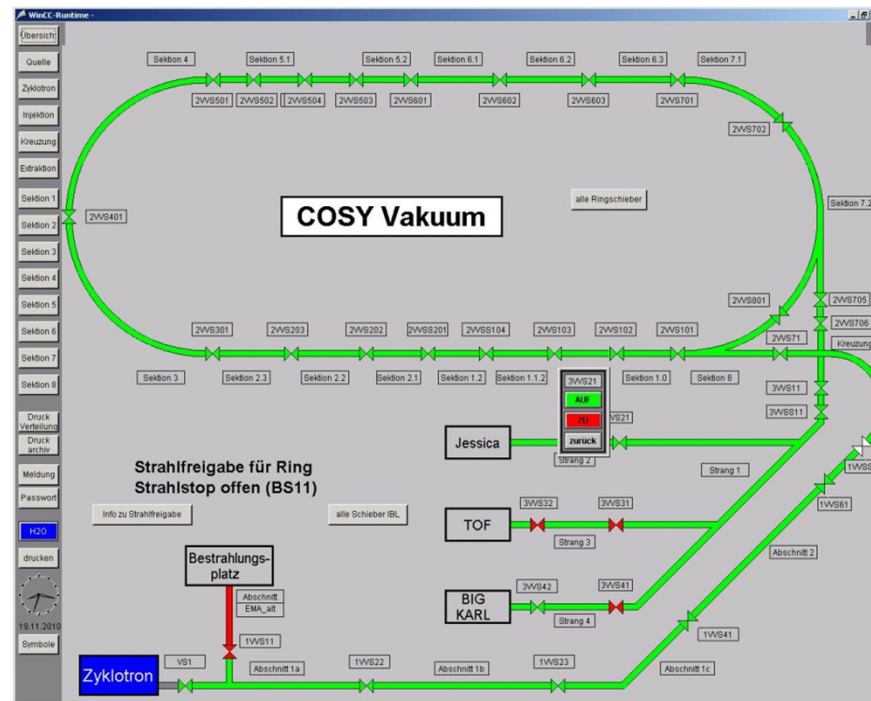 WinCC-Runtime -
Übersicht
Quelle
Zyklotron
Injektion
Kreuzung
Extraktion
Sektion 1
Sektion 2
Sektion 3
Sektion 4
Sektion 5
Sektion 6
Sektion 7
Sektion 8
Druck
Verteilung
Druck
archiv
Meldung
Passwort
H2O
drucken
19.11.2010
Symbole
Sektion 4
Sektion 5.1
Sektion 5.2
Sektion 6.1
Sektion 6.2
Sektion 6.3
Sektion 7.1
2VVS501
2VVS502
2VVS504
2VVS503
2VVS601
2VVS602
2VVS603
2VVS701
2VVS702
alle Ringschieber
Sektion 7.2
COSY Vakuum
2VVS401
2VVS801
2VVS705
2VVS706
2VVS301
2VVS203
2VVS202
2VVSS201
2VVSS104
2VVS103
2VVS102
2VVS101
2VVS71
Kreuzung
Sektion 3
Sektion 2.3
Sektion 2.2
Sektion 2.1
Sektion 1.2
Sektion 1.1.2
Sektion 1.0
Sektion 8
3VVS21
AUF
ZU
zurück
VS21
3VVS11
3VVSS11
Jessica
Strang 2
Strang 1
Strahlfreigabe für Ring
Strahlstop offen (BS11)
Info zu Strahlfreigabe
alle Schieber IBL
TOF
3VVS32
3VVS31
Strang 3
1VVS61
Abschnitt 2
Bestrahlungs-
platz
BIG
KARL
3VVS42
3VVS41
Strang 4
Abschnitt
EMA_alt
1VVS11
1VVS41
Zyklotron
VS1
Abschnitt 1a
1VVS22
Abschnitt 1b
1VVS23
Abschnitt 1c